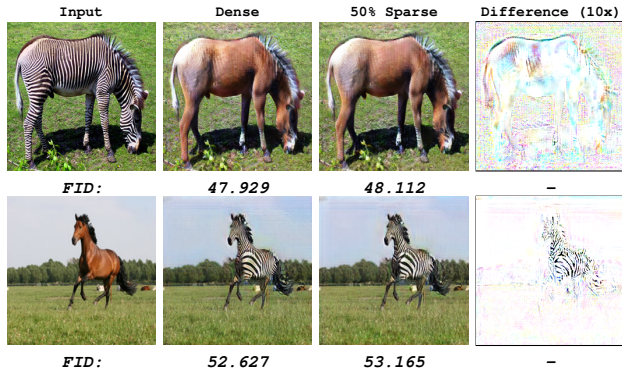 Input Dense 50% Sparse Difference (10x)
FID: 47.929 48.112 –
FID: 52.627 53.165 –